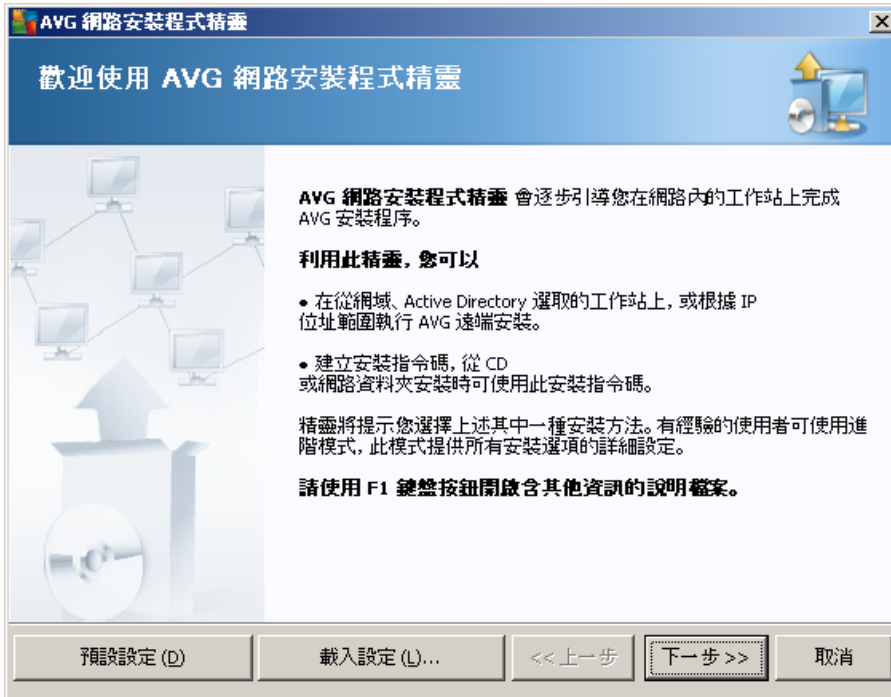 AVG 網路安裝程式精靈
歡迎使用 AVG 網路安裝程式精靈
AVG 網路安裝程式精靈 會逐步引導您在網路內的工作站上完成
AVG 安裝程序。
利用此精靈, 您可以
• 在從網域、Active Directory 選取的工作站上, 或根據 IP
位址範圍執行 AVG 遠端安裝。
• 建立安裝指令碼, 從 CD
或網路資料夾安裝時可使用此安裝指令碼。
精靈將提示您選擇上述其中一種安裝方法。有經驗的使用者可使用進
階模式, 此模式提供所有安裝選項的詳細設定。
請使用 F1 鍵盤按鈕開啟含其他資訊的說明檔案。
預設設定 (D)
載入設定 (L)...
<< 上一步
下一步 >>
取消